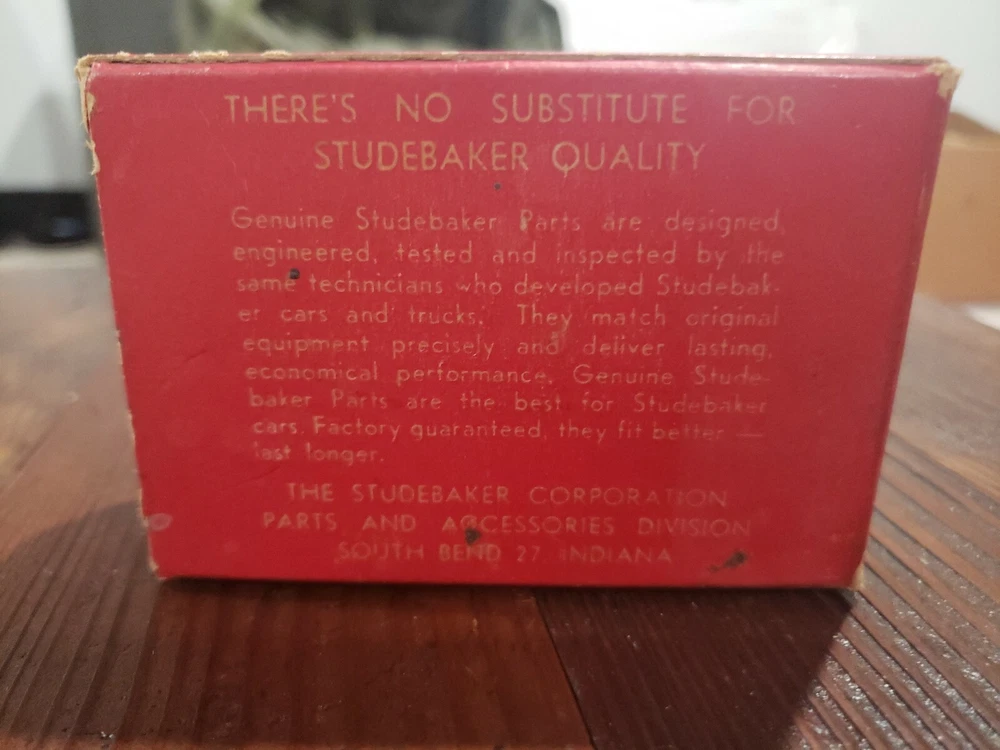 THERE'S NO SUBSTITUTE FOR
STUDEBAKER QUALITY
Genuine Studebaker Parts are designed,
engineered, tested and inspected by the
same technicians who developed Studebak-
er cars and trucks. They match original
equipment precisely and deliver lasting,
economical performance. Genuine Stude-
baker Parts are the best for Studebaker
cars. Factory guaranteed, they fit better —
last longer.
THE STUDEBAKER CORPORATION
PARTS AND ACCESSORIES DIVISION
SOUTH BEND 27, INDIANA